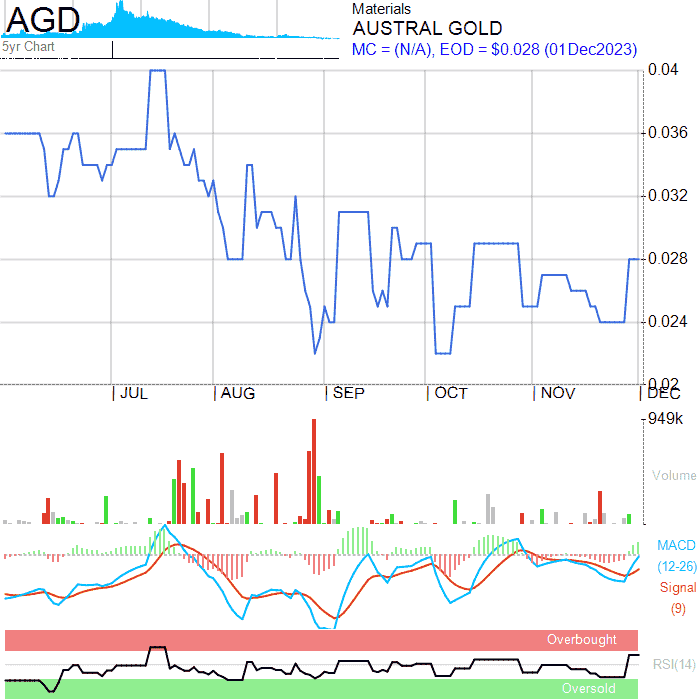 AGD
5yr Chart
Materials
AUSTRAL GOLD
MC = (N/A), EOD = $0.028 (01Dec2023)
0.04
0.036
0.032
0.028
0.024
0.02
JUL
AUG
SEP
OCT
NOV
DEC
949k
Volume
MACD
(12-26)
Signal
(9)
Overbought
RSI(14)
Oversold